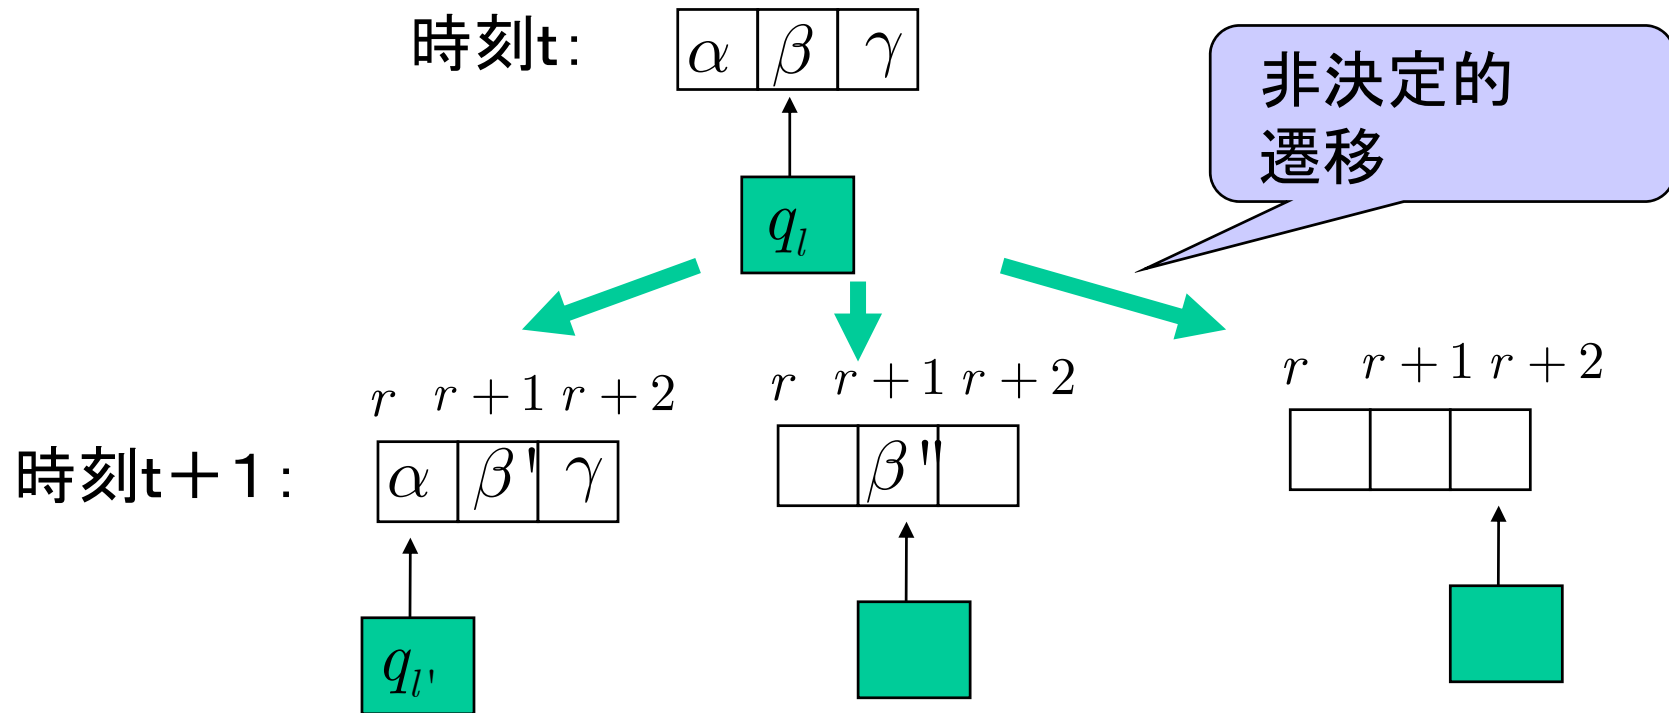 時刻t:
α β γ
非決定的
遷移
q_l
r r + 1 r + 2
r r + 1 r + 2
r r + 1 r + 2
時刻t+1:
α β' γ
β''
q_{l'}